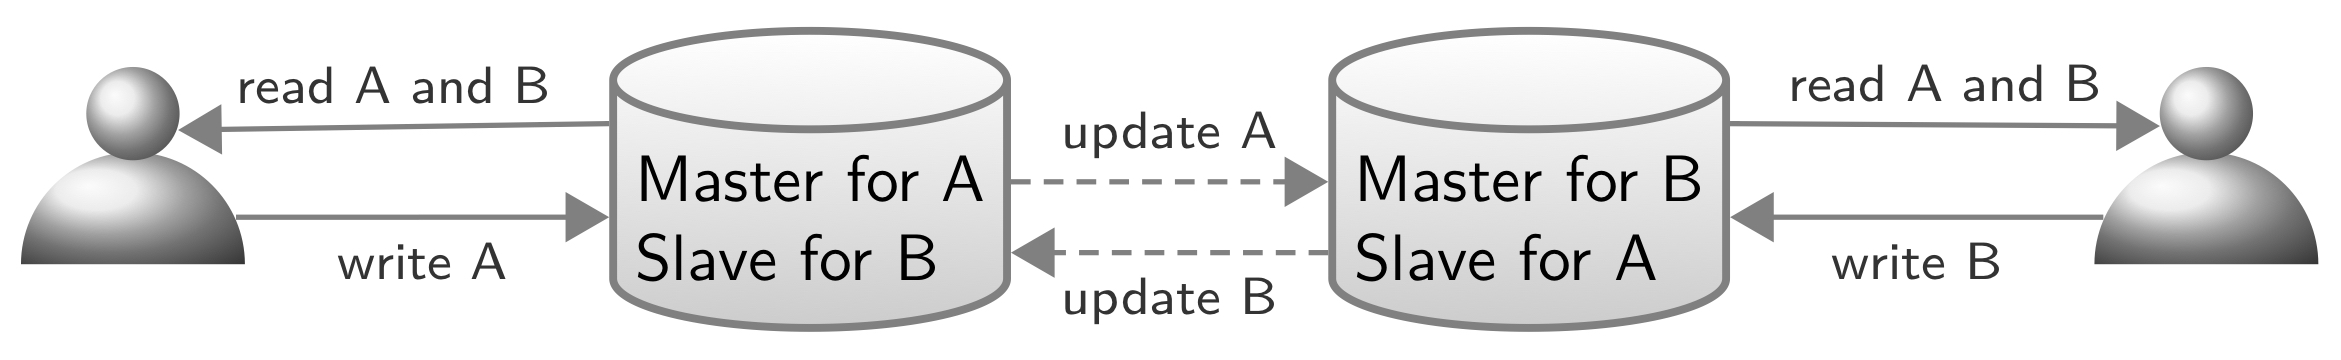 read A and B
write A
Master for A
Slave for B
update A
update B
Master for B
Slave for A
read A and B
write B